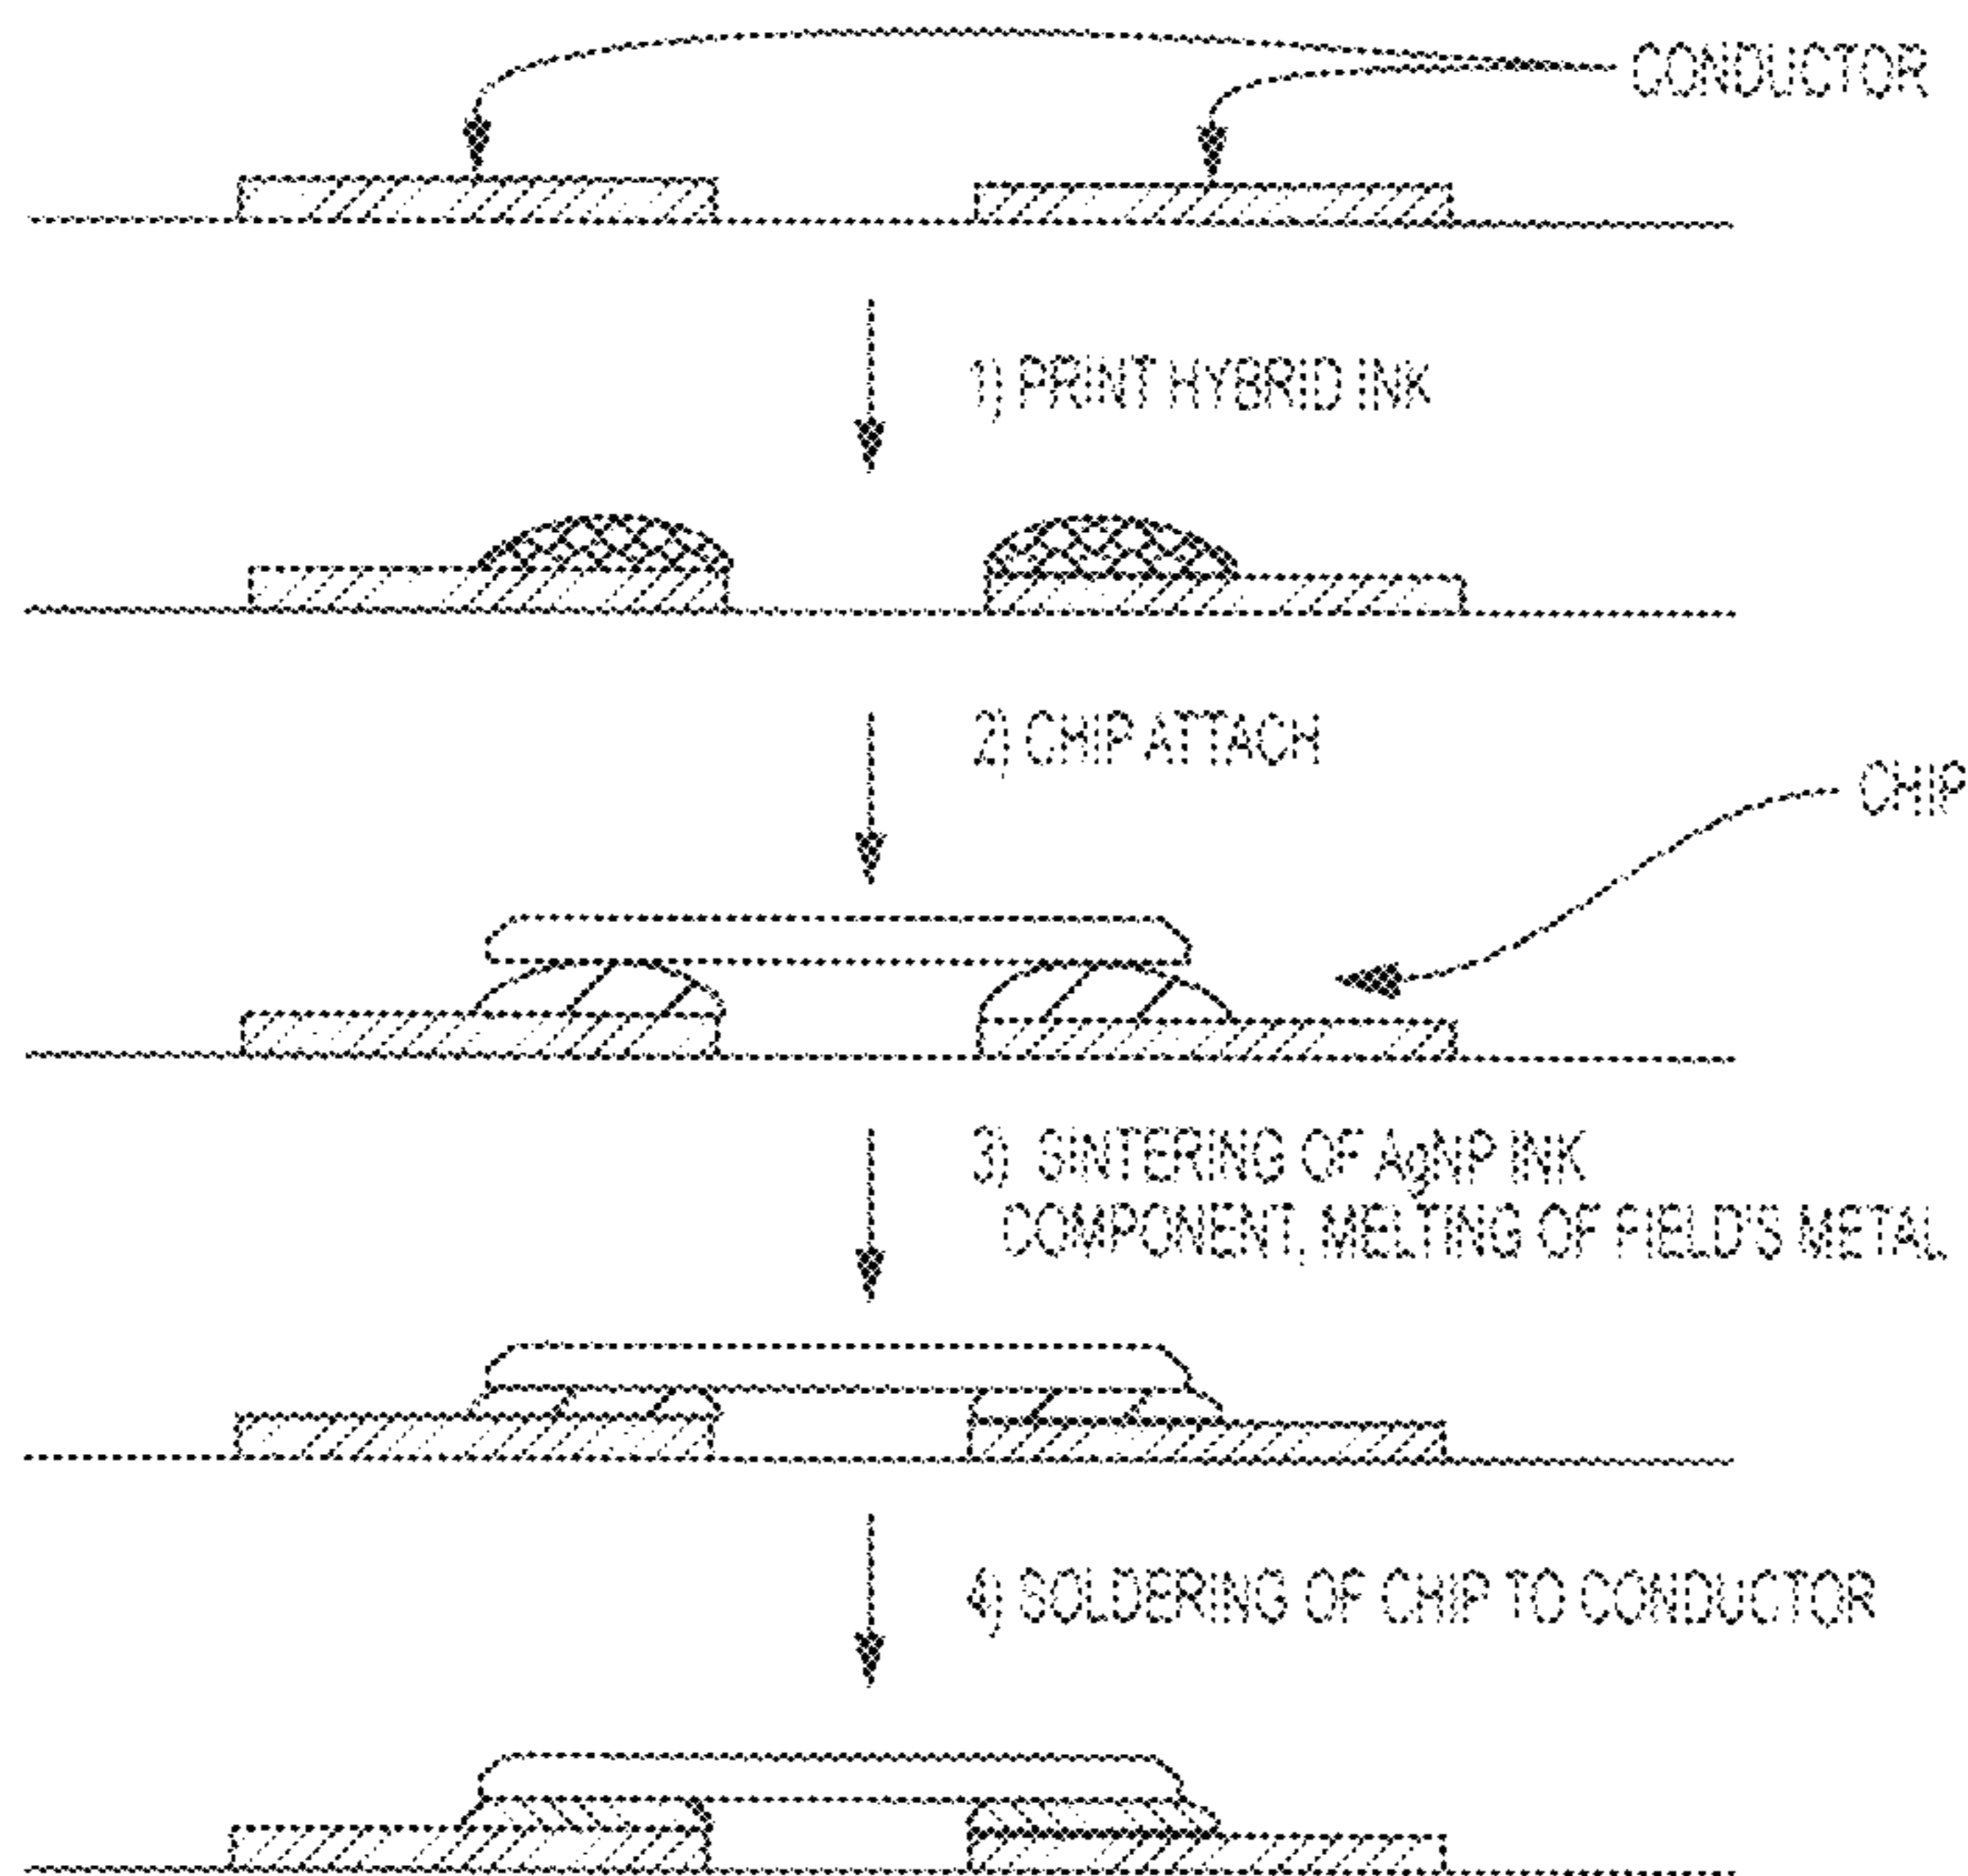 CONDUCTOR
1) PRINT HYBRID INK
2) CHIP ATTACH
CHIP
3) SINTERING OF AgNP INK
COMPONENT, MELTING OF FIELD'S METAL
4) SOLDERING OF CHIP TO CONDUCTOR